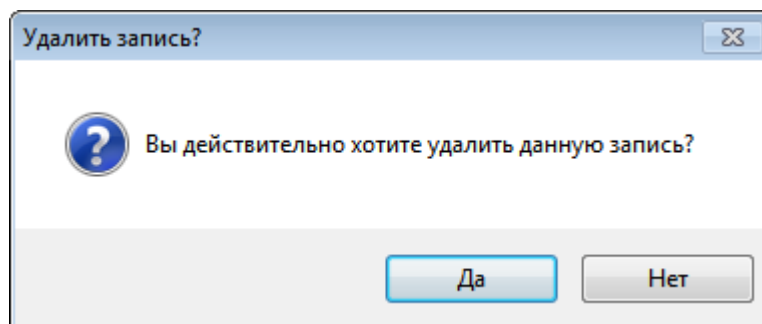 Удалить запись?
Вы действительно хотите удалить данную запись?
Да
Нет